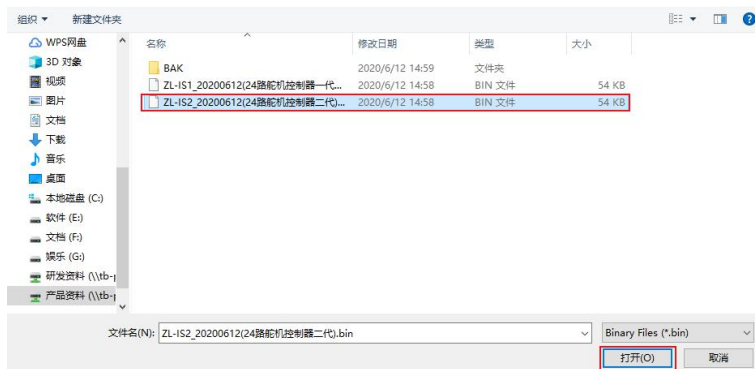 组织 新建文件夹 ?
名称 修改日期 类型 大小
WPS网盘
3D 对象
视频
图片
文档
下载
音乐
桌面
本地磁盘 (C:)
软件 (E:)
文档 (F:)
娱乐 (G:)
研发资料 (\\tb-p
产品资料 (\\tb-p
BAK 2020/6/12 14:59 文件夹
ZL-IS1_20200612(24路舵机控制器一代... 2020/6/12 14:58 BIN 文件 54 KB
ZL-IS2_20200612(24路舵机控制器二代)... 2020/6/12 14:58 BIN 文件 54 KB
文件名(N): ZL-IS2_20200612(24路舵机控制器二代).bin Binary Files (*.bin)
打开(O) 取消